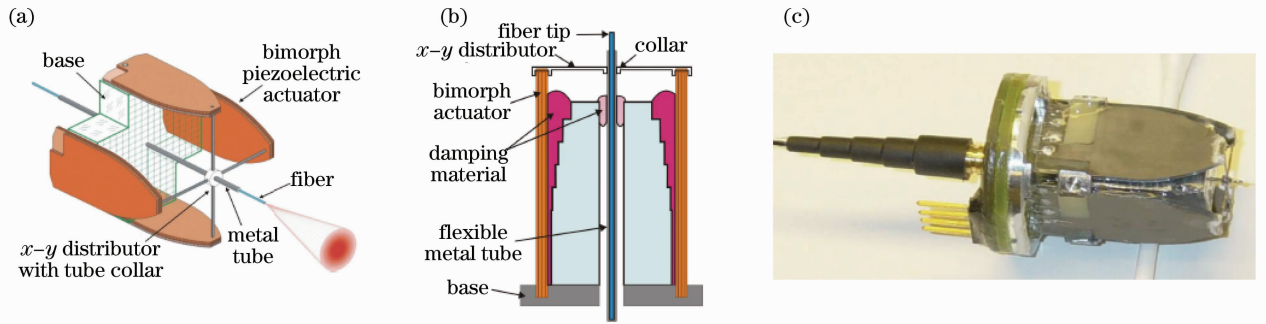 (a)
base
bimorph
piezoelectric
actuator
fiber
metal
tube
x–y distributor
with tube collar
(b)
fiber tip
x–y distributor
collar
bimorph
actuator
damping
material
flexible
metal tube
base
(c)